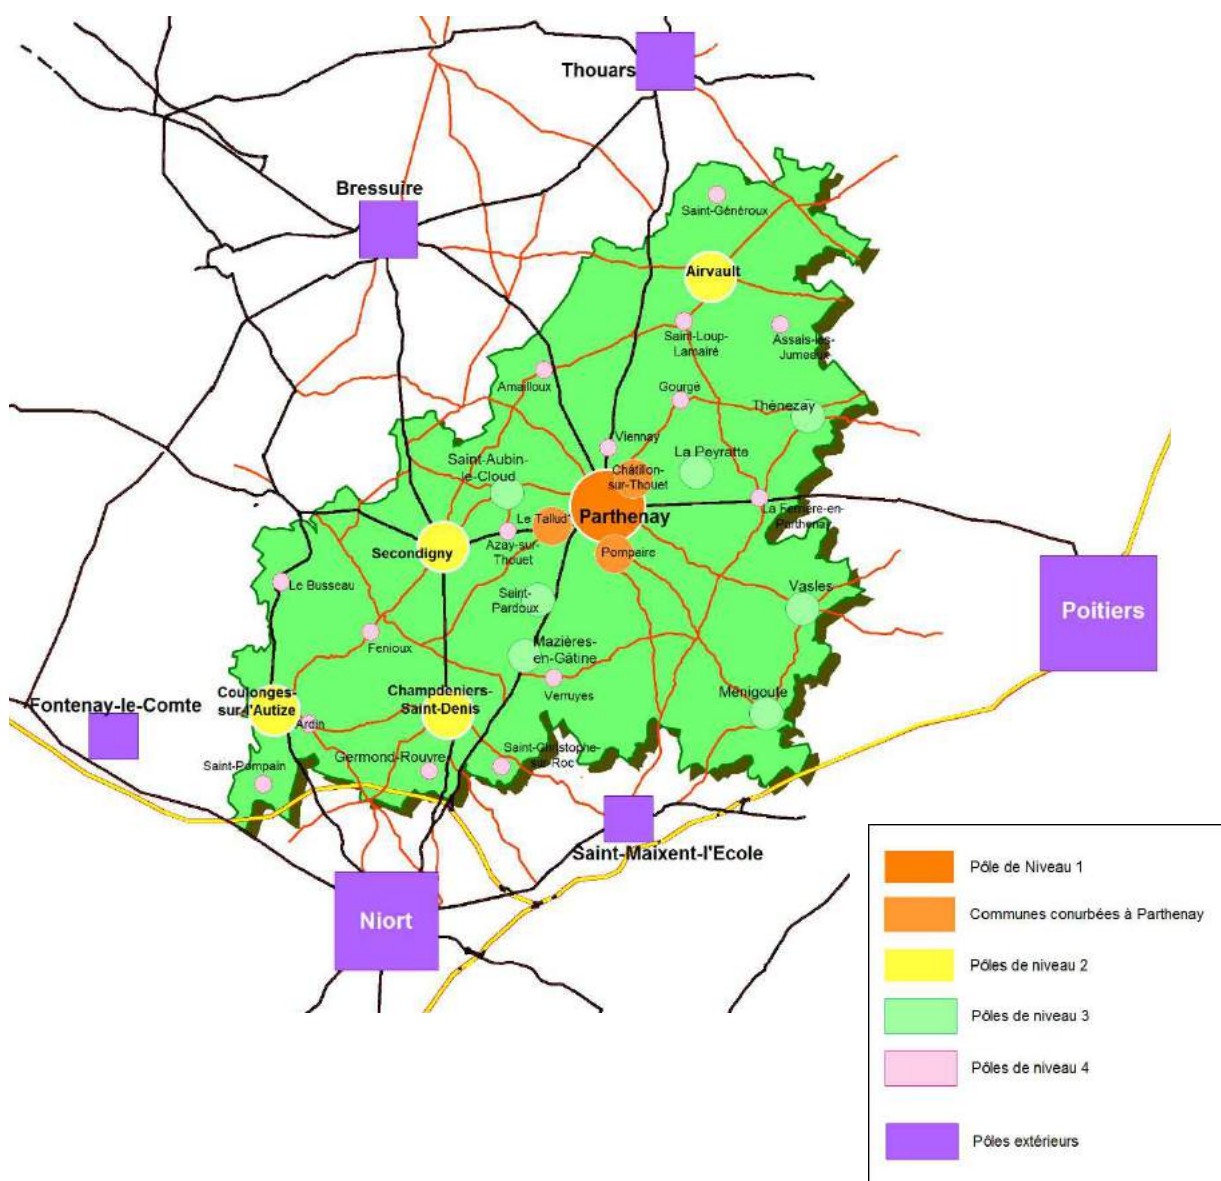 Thouars
Bressuire
Saint-Généroux
Airvault
Saint-Loup-
Lamairé
Assais-les-
Jumeaux
Amailloux
Gourgé
Thénezay
Viennay
Saint-Aubin-
le-Cloud
La Peyratte
Châtillon-
sur-Thouet
Le Tallud
Parthenay
La Ferrière-en-
Parthenay
Secondigny
Azay-sur-
Thouet
Pompaire
Le Busseau
Saint-
Pardoux
Vasles
Poitiers
Fenioux
Mazières-
en-Gâtine
Verruyes
Ménigoute
Coulonges-
sur-l'Autize
Champdeniers-
Saint-Denis
Fontenay-le-Comte
Ardin
Saint-Pompain
Germond-Rouvre
Saint-Christophe-
sur-Roc
Saint-Maixent-l'Ecole
Niort
Pôle de Niveau 1
Communes conurbées à Parthenay
Pôles de niveau 2
Pôles de niveau 3
Pôles de niveau 4
Pôles extérieurs